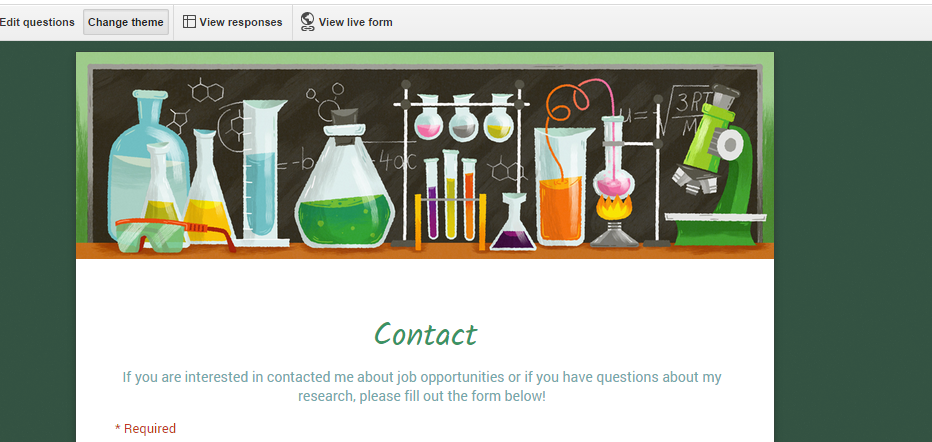 Edit questions Change theme View responses View live form
= -b -4ac u= 3RT
M
Contact
If you are interested in contacted me about job opportunities or if you have questions about my
research, please fill out the form below!
* Required